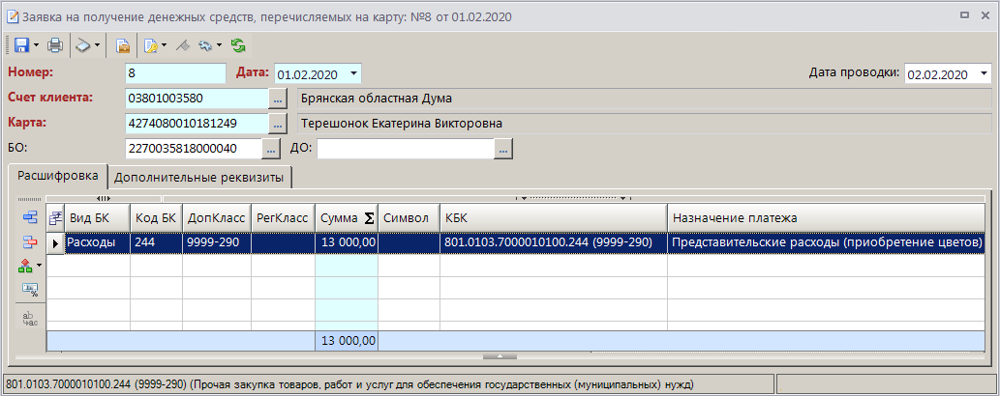 Заявка на получение денежных средств, перечисляемых на карту: №8 от 01.02.2020
Номер: 8 Дата: 01.02.2020 Дата проводки: 02.02.2020
Счет клиента: 03801003580 ... Брянская областная Дума
Карта: 4274080010181249 ... Терешонок Екатерина Викторовна
БО: 2270035818000040 ... ДО: ...
Расшифровка Дополнительные реквизиты
Вид БК Код БК ДопКласс РегКласс Сумма Σ Символ КБК Назначение платежа
Расходы 244 9999-290 13 000,00 801.0103.7000010100.244 (9999-290) Представительские расходы (приобретение цветов)
ab
ac
13 000,00
801.0103.7000010100.244 (9999-290) (Прочая закупка товаров, работ и услуг для обеспечения государственных (муниципальных) нужд)